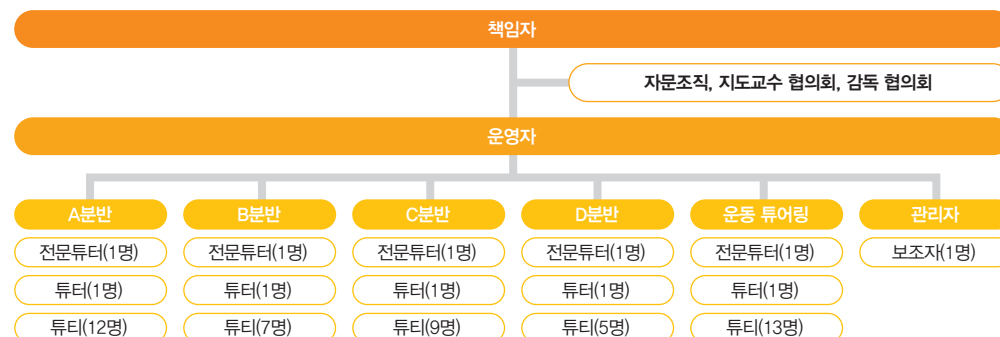 책임자
자문조직, 지도교수 협의회, 감독 협의회
운영자
A분반 B분반 C분반 D분반 운동 튜어링 관리자
전문튜터(1명) 전문튜터(1명) 전문튜터(1명) 전문튜터(1명) 전문튜터(1명) 보조자(1명)
튜터(1명) 튜터(1명) 튜터(1명) 튜터(1명) 튜터(1명)
튜티(12명) 튜티(7명) 튜티(9명) 튜티(5명) 튜티(13명)